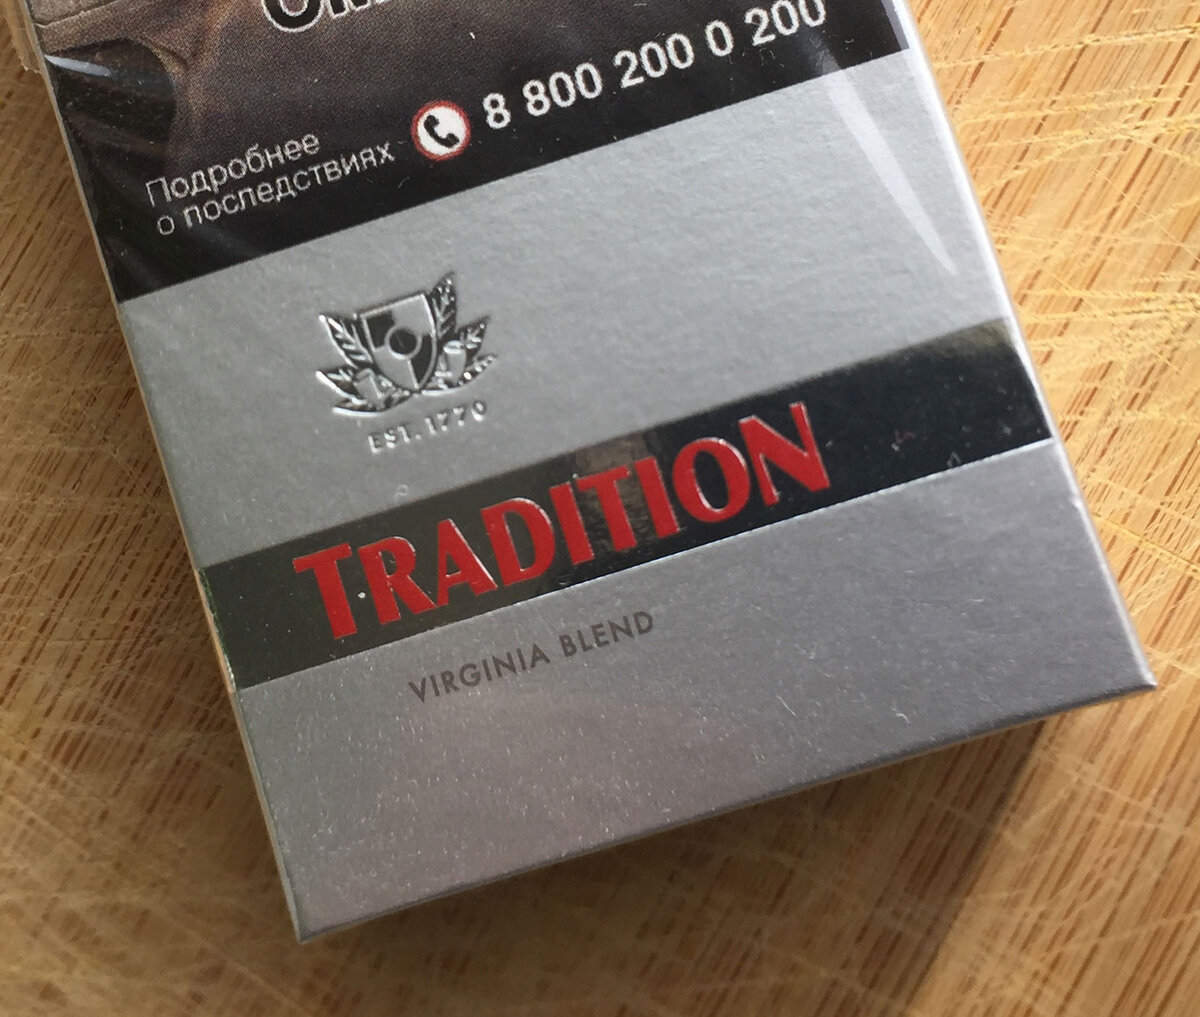 Подробнее
о последствиях
8 800 200 0 200
EST. 1770
TRADITION
VIRGINIA BLEND